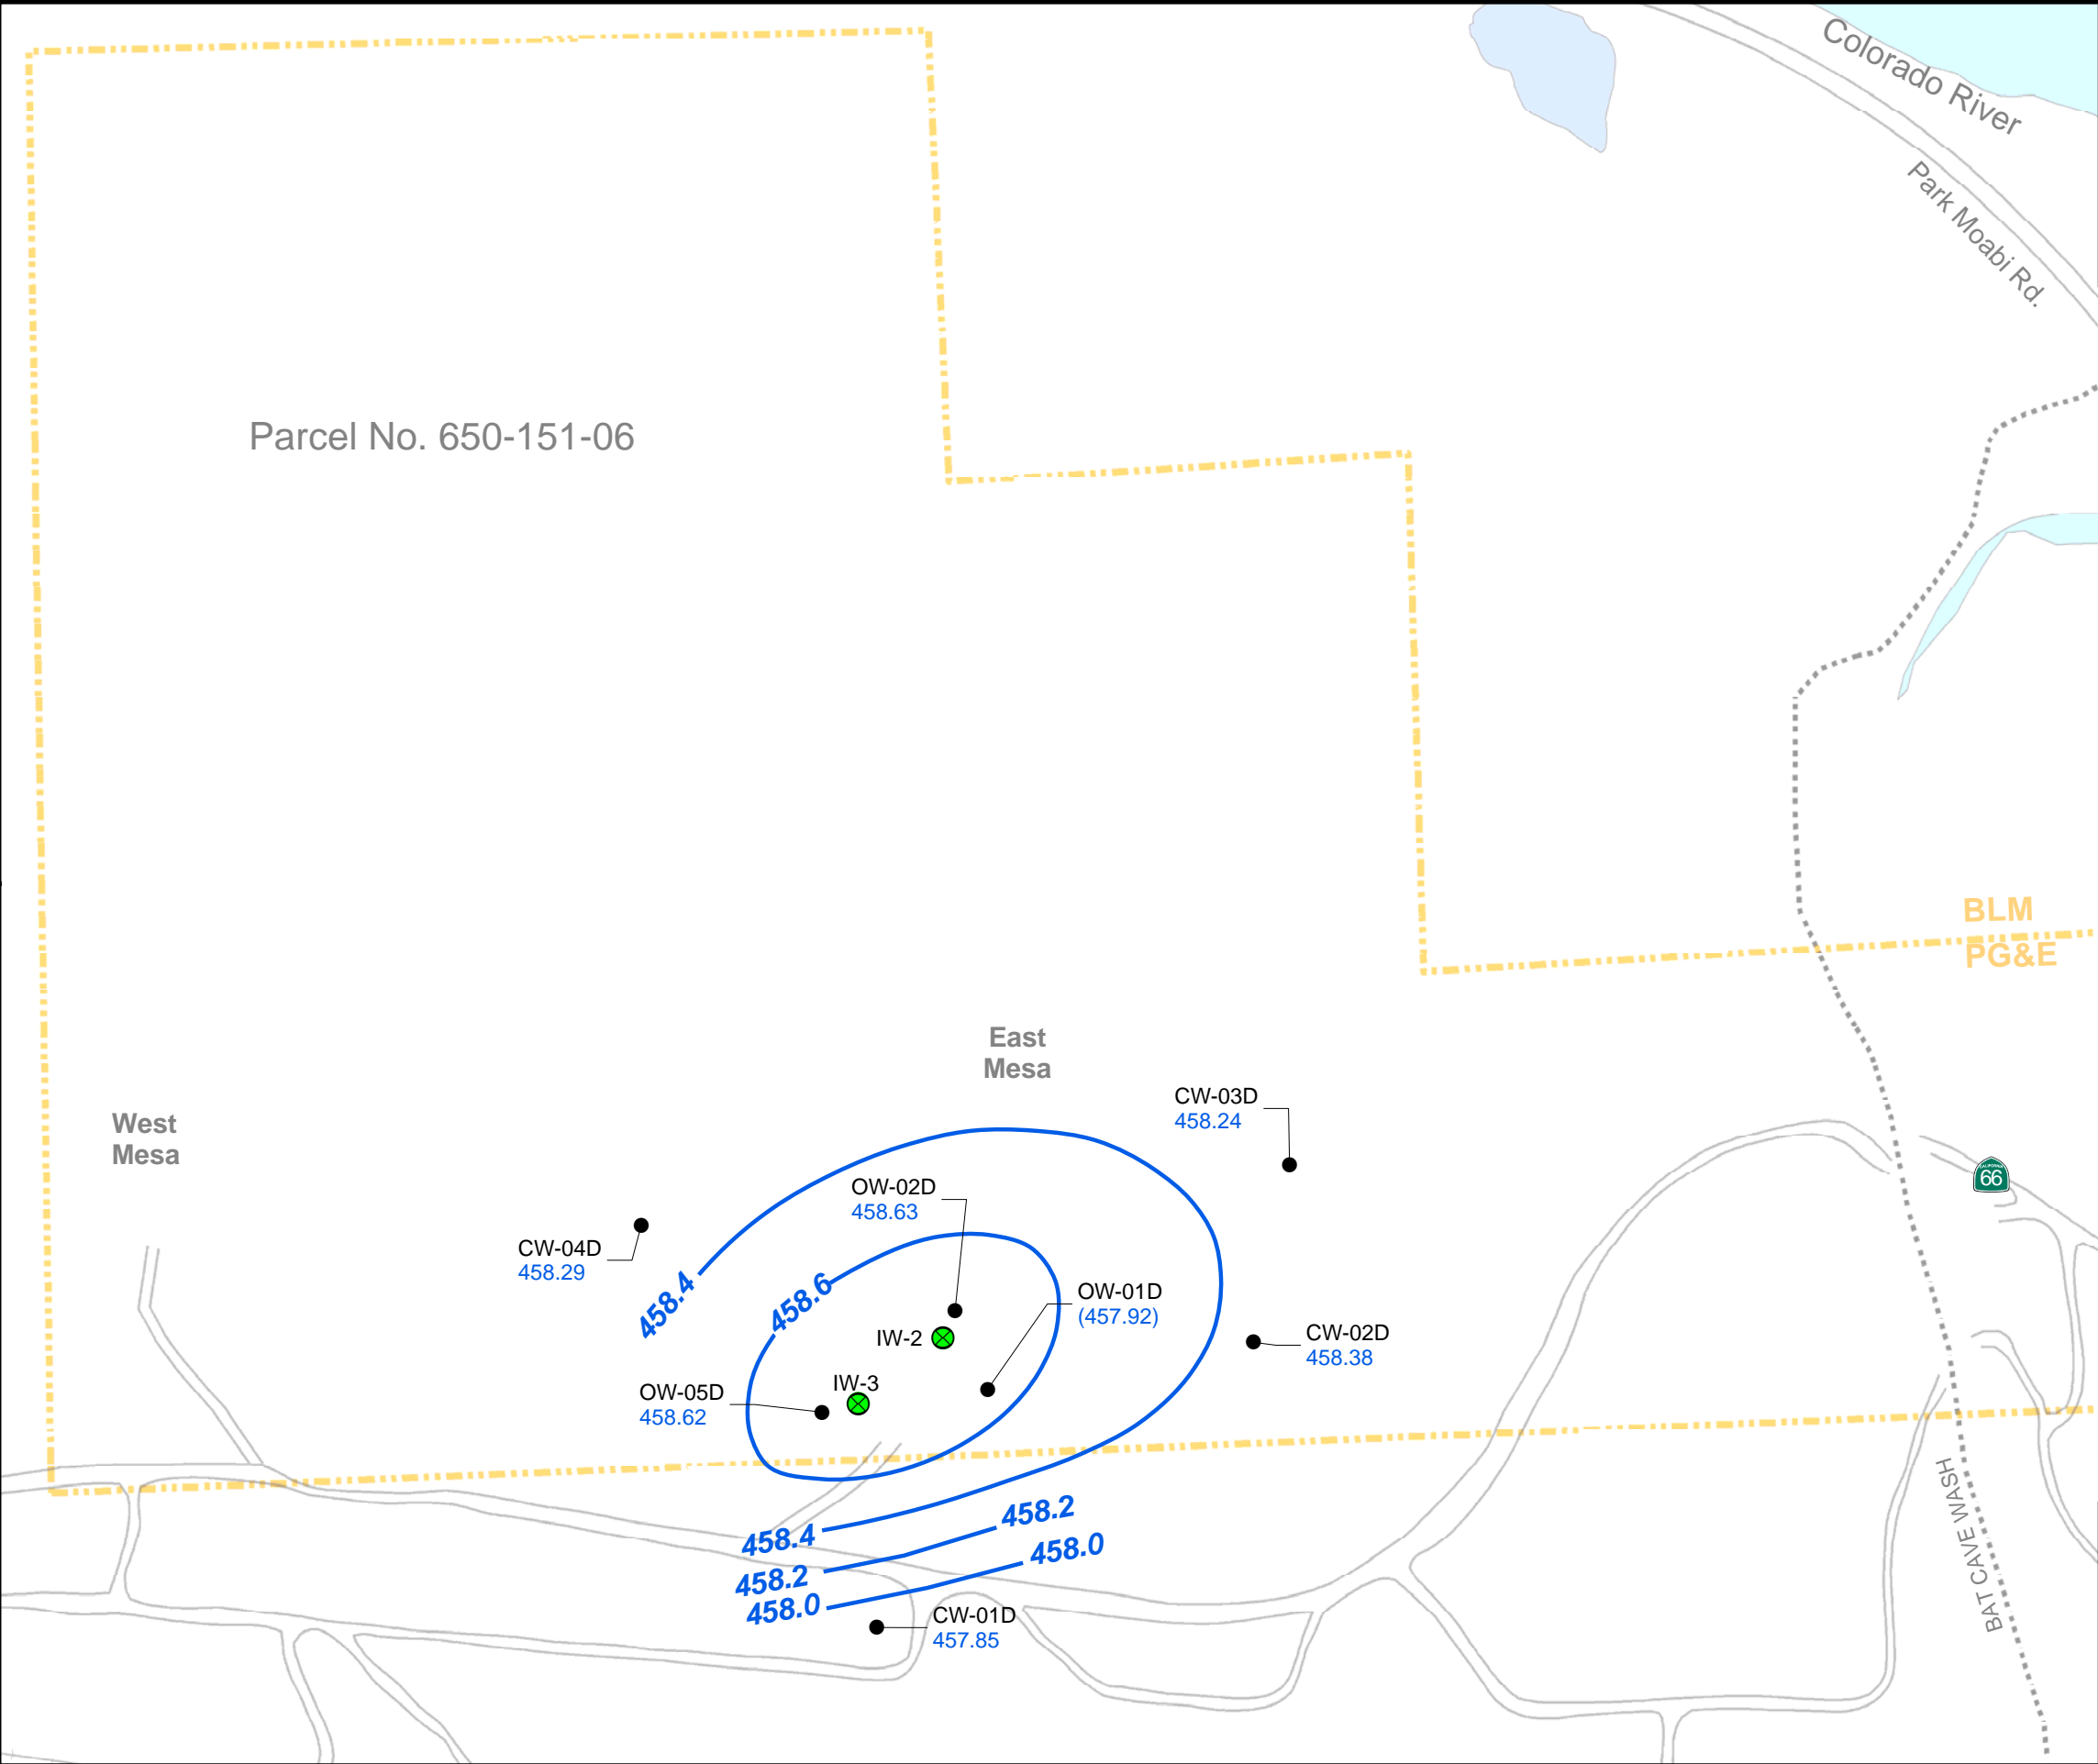 Colorado River
Park Moabi Rd.
Parcel No. 650-151-06
BLM
PG&E
East
Mesa
West
Mesa
CW-03D
458.24
OW-02D
458.63
CW-04D
458.29
458.4
458.6
OW-01D
(457.92)
IW-2
CW-02D
458.38
IW-3
OW-05D
458.62
CALIFORNIA
66
BAT CAVE WASH
458.2
458.4
458.0
458.2
458.0
CW-01D
457.85